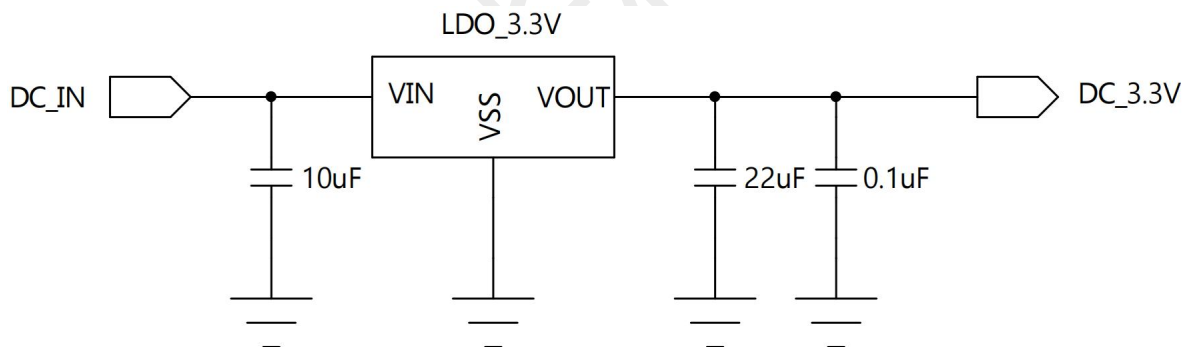 LDO_3.3V
DC_IN
VIN
VSS
VOUT
DC_3.3V
10uF
22uF
0.1uF